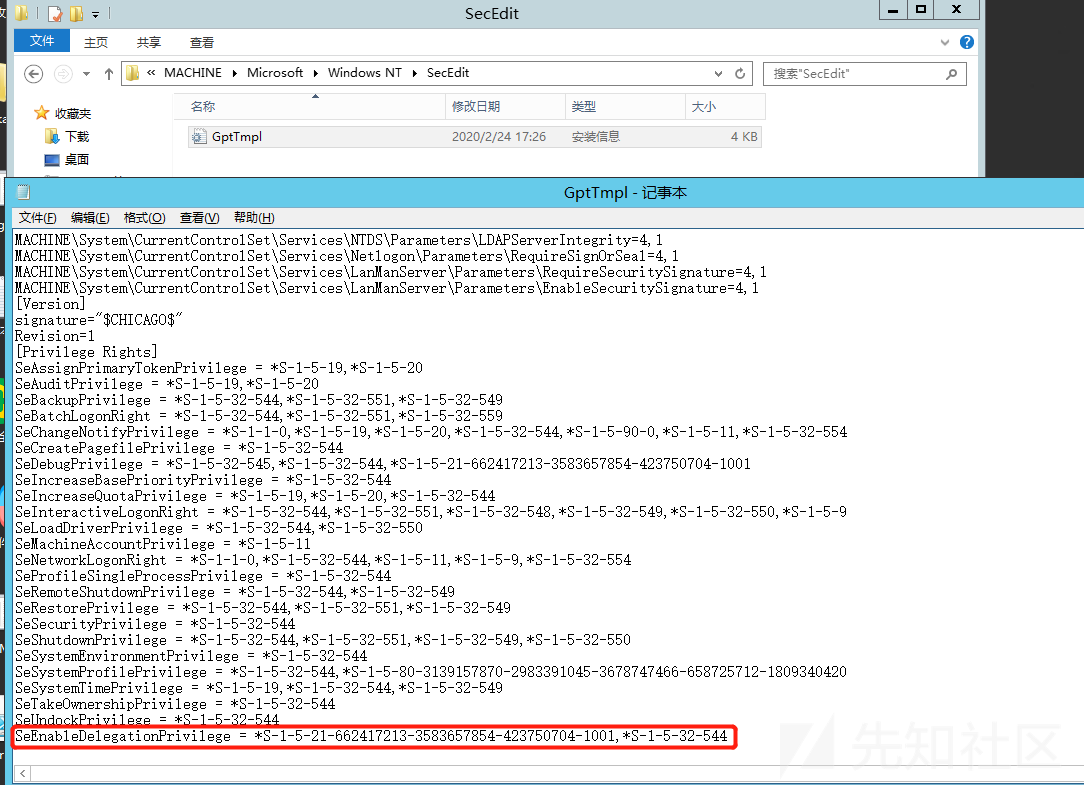 SecEdit
文件 主页 共享 查看
« MACHINE Microsoft Windows NT SecEdit 搜索"SecEdit"
收藏夹
下载
桌面
名称 修改日期 类型 大小
GptTmpl 2020/2/24 17:26 安装信息 4 KB
GptTmpl - 记事本
文件(F) 编辑(E) 格式(O) 查看(V) 帮助(H)
MACHINE\System\CurrentControlSet\Services\NTDS\Parameters\LDAPServerIntegrity=4,1
MACHINE\System\CurrentControlSet\Services\Netlogon\Parameters\RequireSignOrSeal=4,1
MACHINE\System\CurrentControlSet\Services\LanManServer\Parameters\RequireSecuritySignature=4,1
MACHINE\System\CurrentControlSet\Services\LanManServer\Parameters\EnableSecuritySignature=4,1
[Version]
signature="$CHICAGO$"
Revision=1
[Privilege Rights]
SeAssignPrimaryTokenPrivilege = *S-1-5-19,*S-1-5-20
SeAuditPrivilege = *S-1-5-19,*S-1-5-20
SeBackupPrivilege = *S-1-5-32-544,*S-1-5-32-551,*S-1-5-32-549
SeBatchLogonRight = *S-1-5-32-544,*S-1-5-32-551,*S-1-5-32-559
SeChangeNotifyPrivilege = *S-1-1-0,*S-1-5-19,*S-1-5-20,*S-1-5-32-544,*S-1-5-90-0,*S-1-5-11,*S-1-5-32-554
SeCreatePagefilePrivilege = *S-1-5-32-544
SeDebugPrivilege = *S-1-5-32-545,*S-1-5-32-544,*S-1-5-21-662417213-3583657854-423750704-1001
SeIncreaseBasePriorityPrivilege = *S-1-5-32-544
SeIncreaseQuotaPrivilege = *S-1-5-19,*S-1-5-20,*S-1-5-32-544
SeInteractiveLogonRight = *S-1-5-32-544,*S-1-5-32-551,*S-1-5-32-548,*S-1-5-32-549,*S-1-5-32-550,*S-1-5-9
SeLoadDriverPrivilege = *S-1-5-32-544,*S-1-5-32-550
SeMachineAccountPrivilege = *S-1-5-11
SeNetworkLogonRight = *S-1-1-0,*S-1-5-32-544,*S-1-5-11,*S-1-5-9,*S-1-5-32-554
SeProfileSingleProcessPrivilege = *S-1-5-32-544
SeRemoteShutdownPrivilege = *S-1-5-32-544,*S-1-5-32-549
SeRestorePrivilege = *S-1-5-32-544,*S-1-5-32-551,*S-1-5-32-549
SeSecurityPrivilege = *S-1-5-32-544
SeShutdownPrivilege = *S-1-5-32-544,*S-1-5-32-551,*S-1-5-32-549,*S-1-5-32-550
SeSystemEnvironmentPrivilege = *S-1-5-32-544
SeSystemProfilePrivilege = *S-1-5-32-544,*S-1-5-80-3139157870-2983391045-3678747466-658725712-1809340420
SeSystemTimePrivilege = *S-1-5-19,*S-1-5-32-544,*S-1-5-32-549
SeTakeOwnershipPrivilege = *S-1-5-32-544
SeUndockPrivilege = *S-1-5-32-544
SeEnableDelegationPrivilege = *S-1-5-21-662417213-3583657854-423750704-1001,*S-1-5-32-544
先知社区